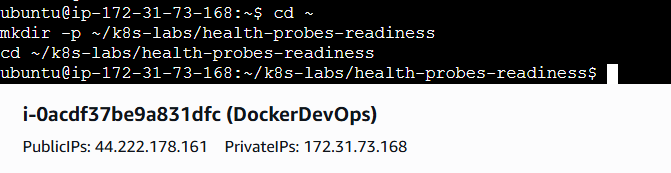 ubuntu@ip-172-31-73-168:~$ cd ~
mkdir -p ~/k8s-labs/health-probes-readiness
cd ~/k8s-labs/health-probes-readiness
ubuntu@ip-172-31-73-168:~/k8s-labs/health-probes-readiness$
i-0acdf37be9a831dfc (DockerDevOps)
PublicIPs: 44.222.178.161 PrivateIPs: 172.31.73.168